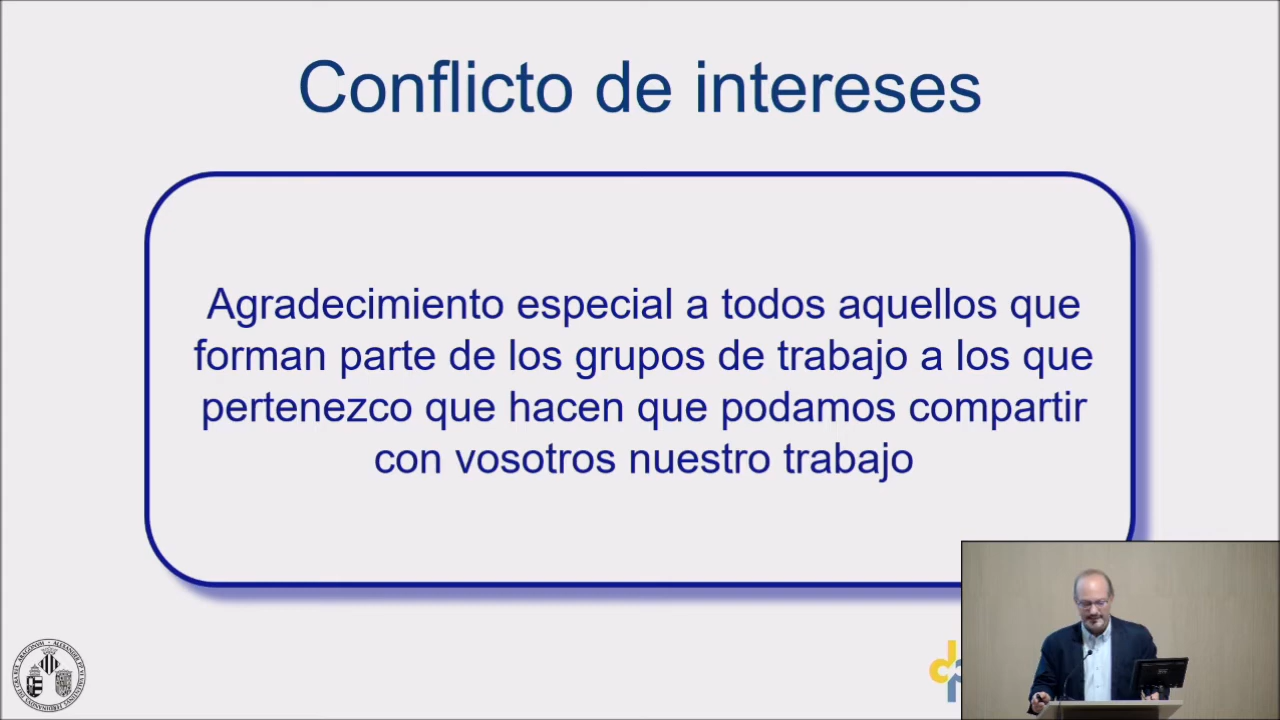 Conflicto de intereses
Agradecimiento especial a todos aquellos que
forman parte de los grupos de trabajo a los que
pertenezco que hacen que podamos compartir
con vosotros nuestro trabajo